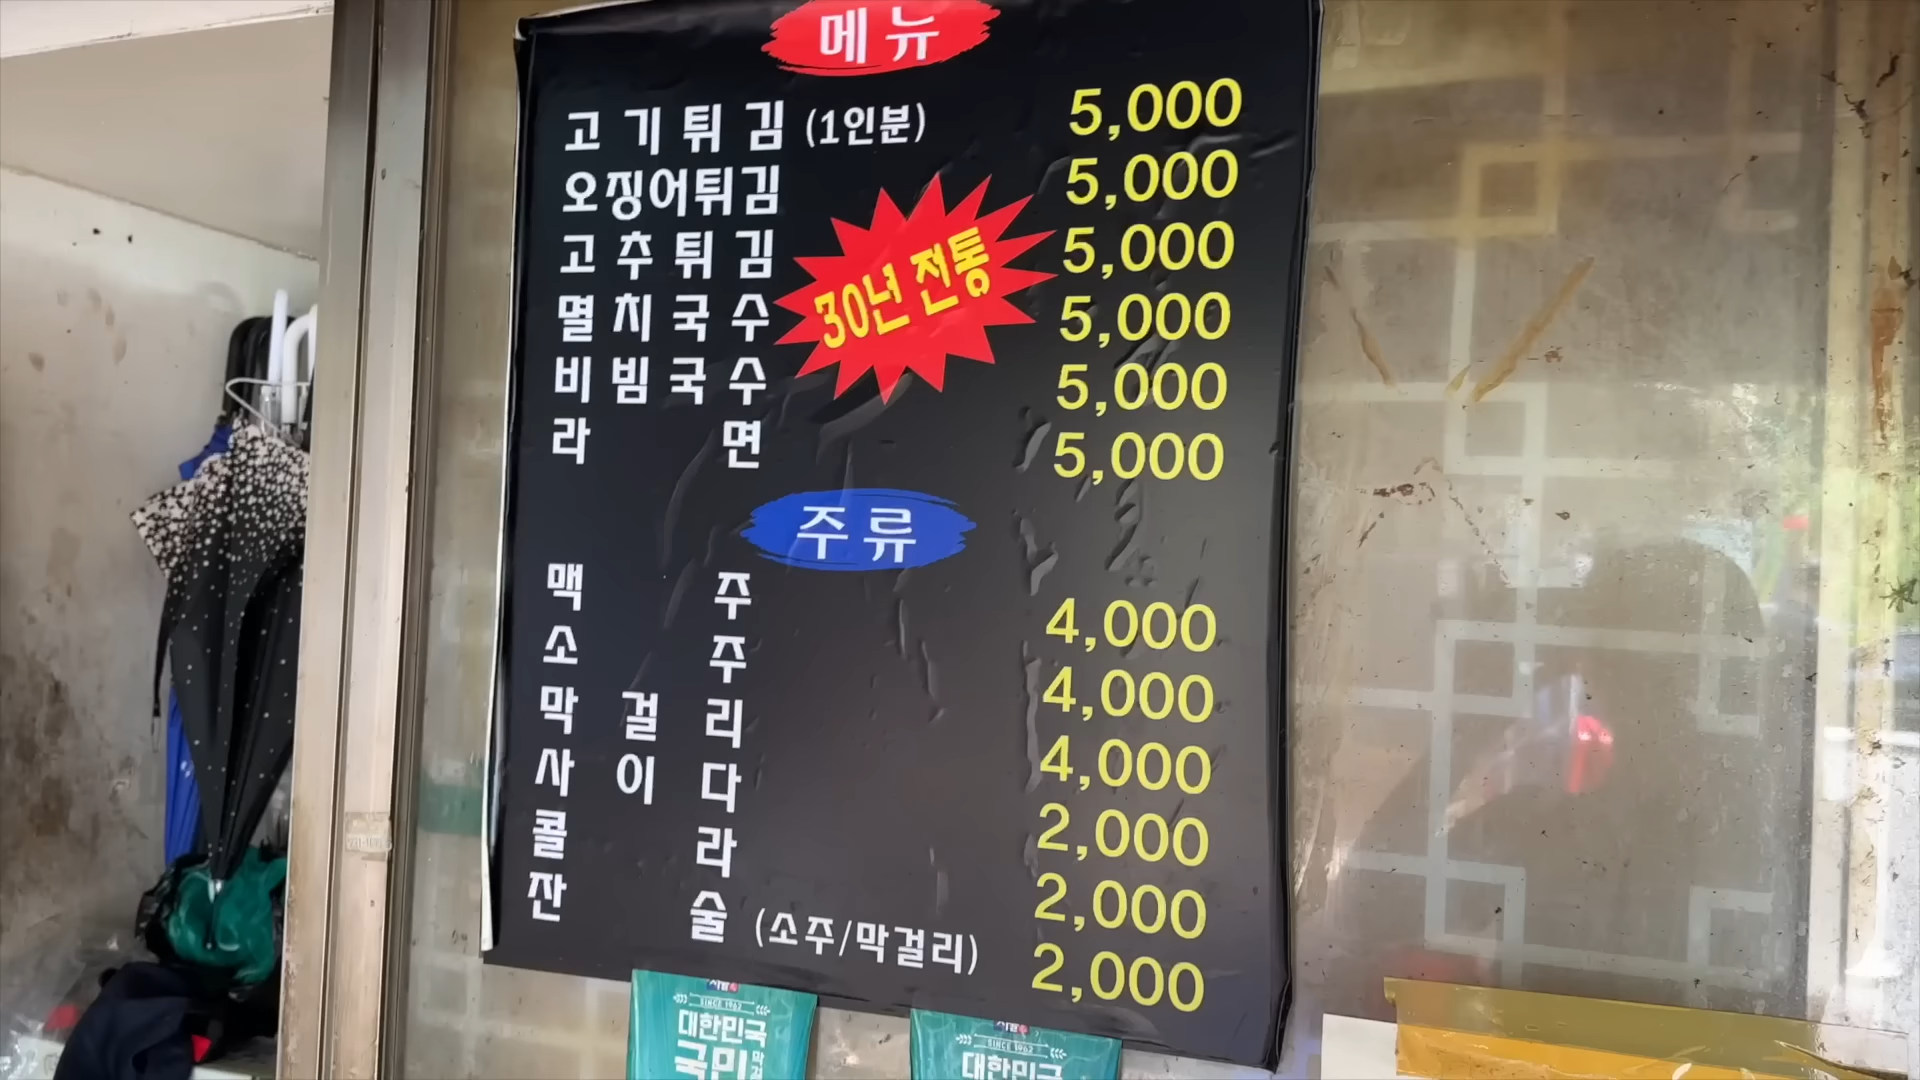 메뉴
고기튀김 (1인분) 5,000
오징어튀김 5,000
고추튀김 5,000
멸치국수 5,000
비빔국수 5,000
라면 5,000
30년 전통
주류
맥주 4,000
소주 4,000
막걸리 4,000
사이다 2,000
콜라 2,000
잔술 (소주/막걸리) 2,000
SINCE 1962
대한민국
국민
SINCE 1962
대한민국